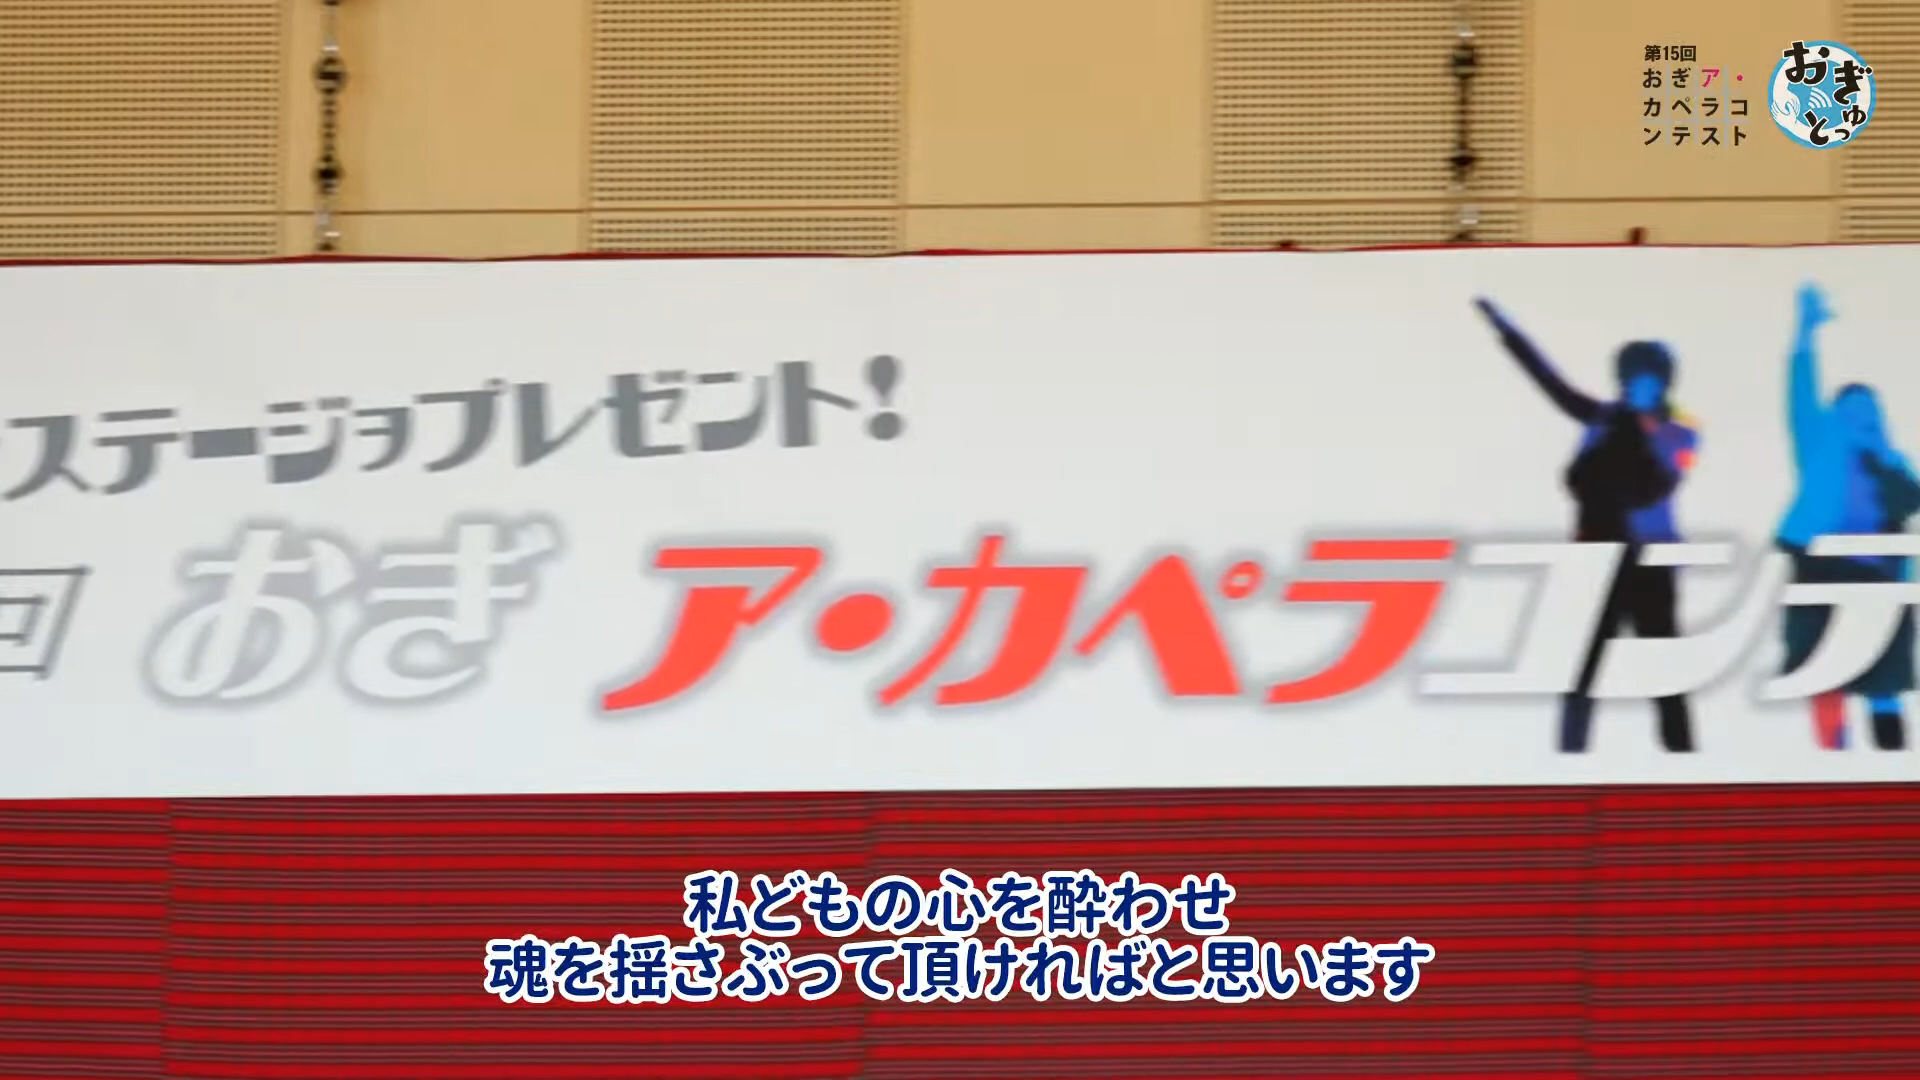 第15回
おぎア・
カペラコ
ンテスト
おぎゅっと
ステージョプレゼント!
回 おぎ ア・カペラコンテ
私どもの心を酔わせ
魂を揺さぶって頂ければと思います